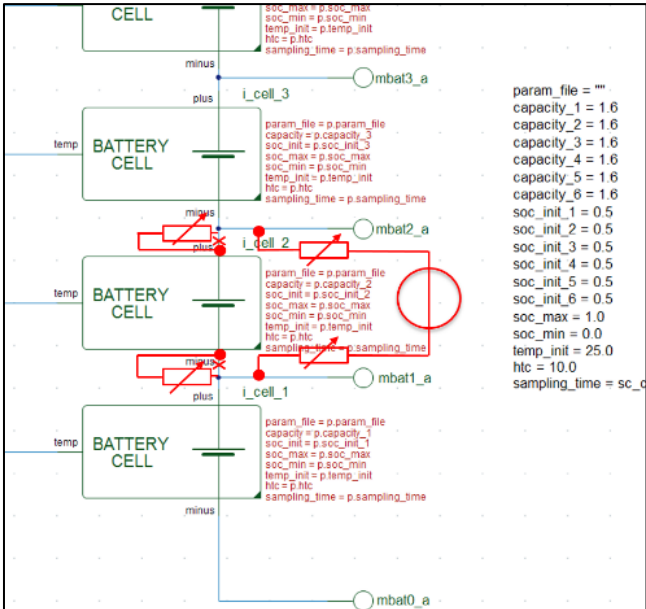 CELL
soc_max = p.soc_max
soc_min = p.soc_min
temp_init = p.temp_init
htc = p.htc
sampling_time = p.sampling_time
minus
mbat3_a
plus
i_cell_3
temp
BATTERY
CELL
param_file = p.param_file
capacity = p.capacity_3
soc_init = p.soc_init_3
soc_max = p.soc_max
soc_min = p.soc_min
temp_init = p.temp_init
htc = p.htc
sampling_time = p.sampling_time
minus
mbat2_a
plus
i_cell_2
temp
BATTERY
CELL
param_file = p.param_file
capacity = p.capacity_2
soc_init = p.soc_init_2
soc_max = p.soc_max
soc_min = p.soc_min
temp_init = p.temp_init
htc = p.htc
sampling_time = p.sampling_time
minus
mbat1_a
plus
i_cell_1
temp
BATTERY
CELL
param_file = p.param_file
capacity = p.capacity_1
soc_init = p.soc_init_1
soc_max = p.soc_max
soc_min = p.soc_min
temp_init = p.temp_init
htc = p.htc
sampling_time = p.sampling_time
minus
mbat0_a
param_file = ""
capacity_1 = 1.6
capacity_2 = 1.6
capacity_3 = 1.6
capacity_4 = 1.6
capacity_5 = 1.6
capacity_6 = 1.6
soc_init_1 = 0.5
soc_init_2 = 0.5
soc_init_3 = 0.5
soc_init_4 = 0.5
soc_init_5 = 0.5
soc_init_6 = 0.5
soc_max = 1.0
soc_min = 0.0
temp_init = 25.0
htc = 10.0
sampling_time = sc_c